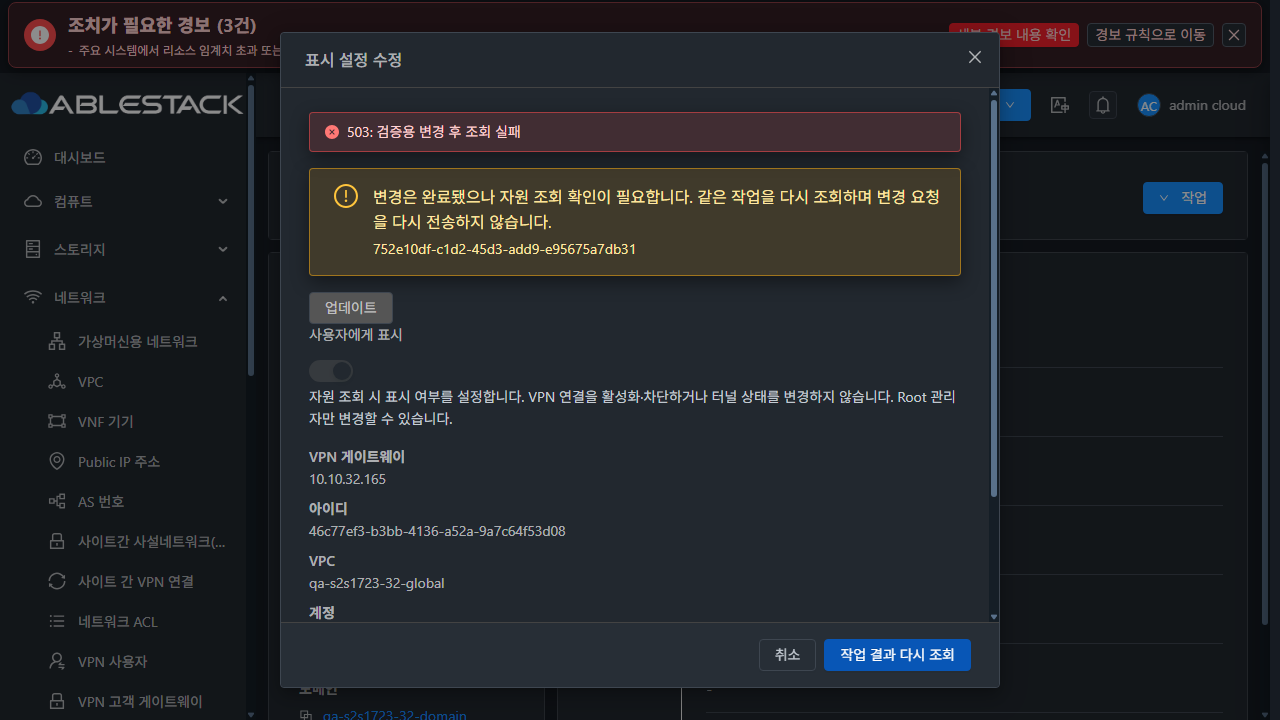 조치가 필요한 경보 (3건)
- 주요 시스템에서 리소스 임계치 초과 또는
경보 내용 확인
경보 규칙으로 이동
ABLESTACK
AC
admin cloud
대시보드
컴퓨트
스토리지
네트워크
가상머신용 네트워크
VPC
VNF 기기
Public IP 주소
AS 번호
사이트간 사설네트워크(...
사이트 간 VPN 연결
네트워크 ACL
VPN 사용자
VPN 고객 게이트웨이
작업
표시 설정 수정
503: 검증용 변경 후 조회 실패
변경은 완료됐으나 자원 조회 확인이 필요합니다. 같은 작업을 다시 조회하며 변경 요청
을 다시 전송하지 않습니다.
752e10df-c1d2-45d3-add9-e95675a7db31
업데이트
사용자에게 표시
자원 조회 시 표시 여부를 설정합니다. VPN 연결을 활성화·차단하거나 터널 상태를 변경하지 않습니다. Root 관리
자만 변경할 수 있습니다.
VPN 게이트웨이
10.10.32.165
아이디
46c77ef3-b3bb-4136-a52a-9a7c64f53d08
VPC
qa-s2s1723-32-global
계정
취소
작업 결과 다시 조회
도메인
qa-s2s1723-32-domain
-